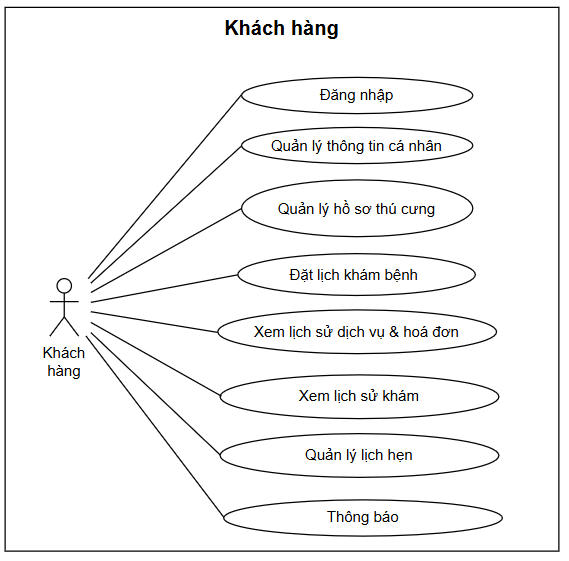 Khách hàng
Đăng nhập
Quản lý thông tin cá nhân
Quản lý hồ sơ thú cưng
Đặt lịch khám bệnh
Xem lịch sử dịch vụ & hoá đơn
Khách
hàng
Xem lịch sử khám
Quản lý lịch hẹn
Thông báo